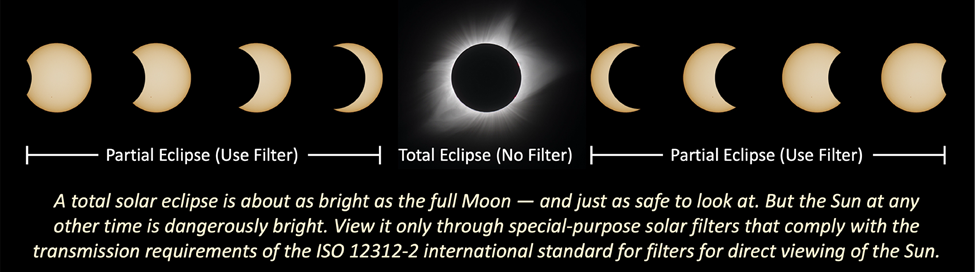 Partial Eclipse (Use Filter)
Total Eclipse (No Filter)
Partial Eclipse (Use Filter)
A total solar eclipse is about as bright as the full Moon — and just as safe to look at. But the Sun at any
other time is dangerously bright. View it only through special-purpose solar filters that comply with the
transmission requirements of the ISO 12312-2 international standard for filters for direct viewing of the Sun.